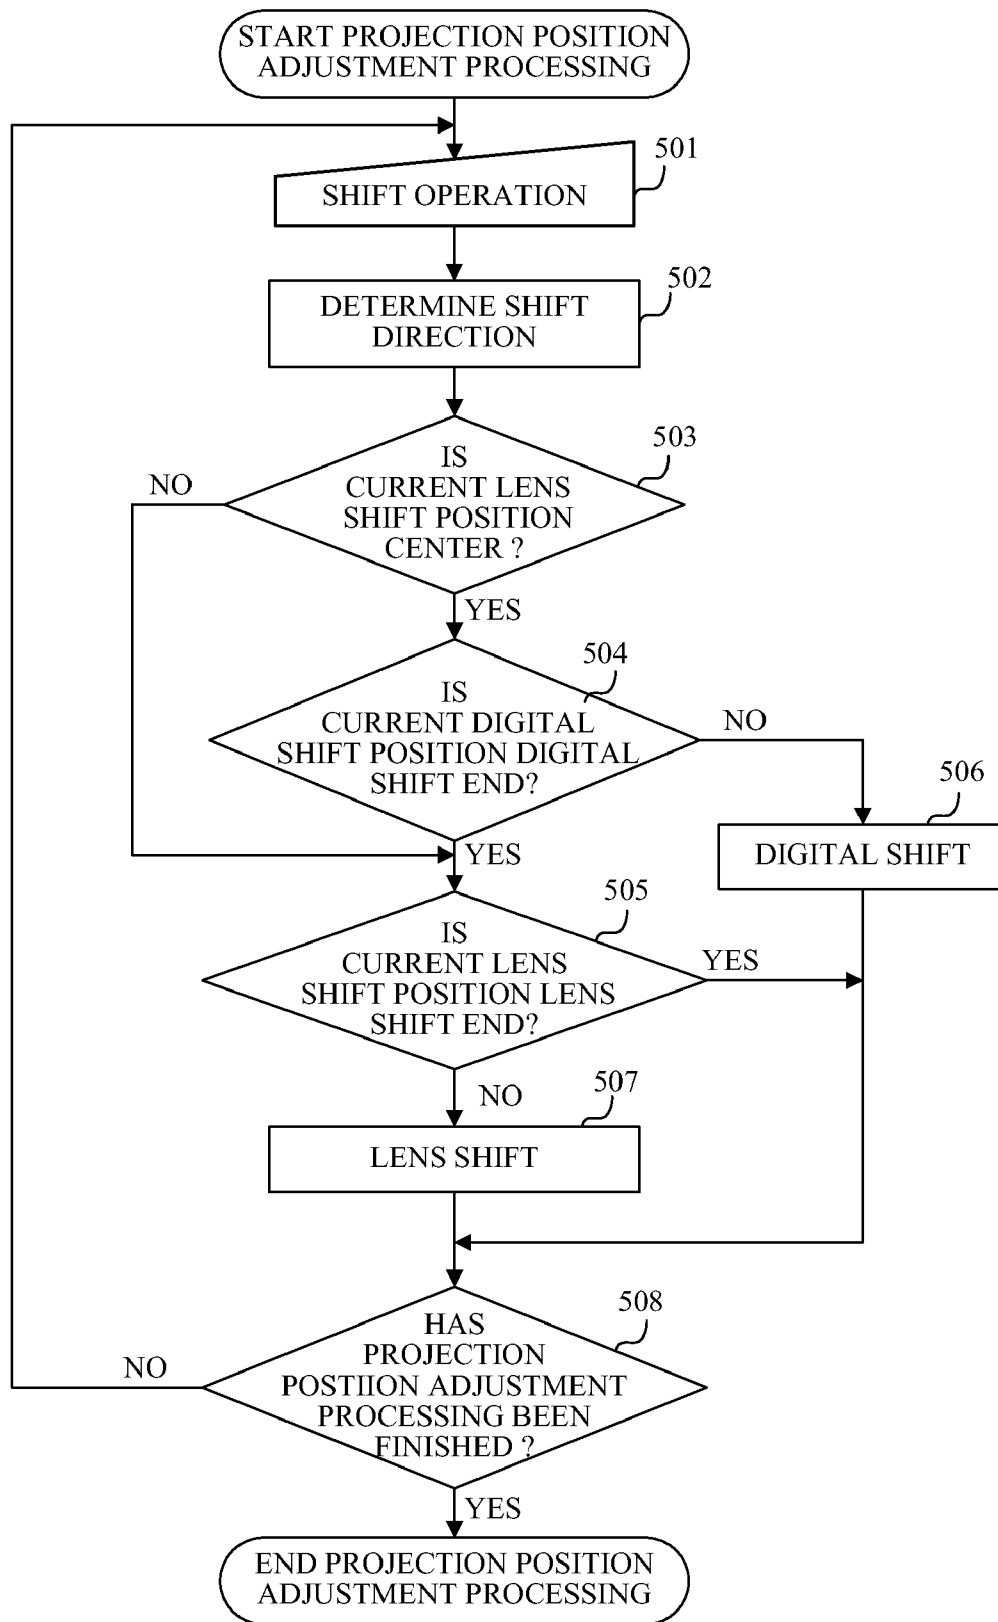 START PROJECTION POSITION
ADJUSTMENT PROCESSING
501
SHIFT OPERATION
502
DETERMINE SHIFT
DIRECTION
503
IS
CURRENT LENS
SHIFT POSITION
CENTER ?
NO
YES
504
IS
CURRENT DIGITAL
SHIFT POSITION DIGITAL
SHIFT END?
NO
YES
506
DIGITAL SHIFT
505
IS
CURRENT LENS
SHIFT POSITION LENS
SHIFT END?
YES
NO
507
LENS SHIFT
508
HAS
PROJECTION
POSTIION ADJUSTMENT
PROCESSING BEEN
FINISHED ?
NO
YES
END PROJECTION POSITION
ADJUSTMENT PROCESSING